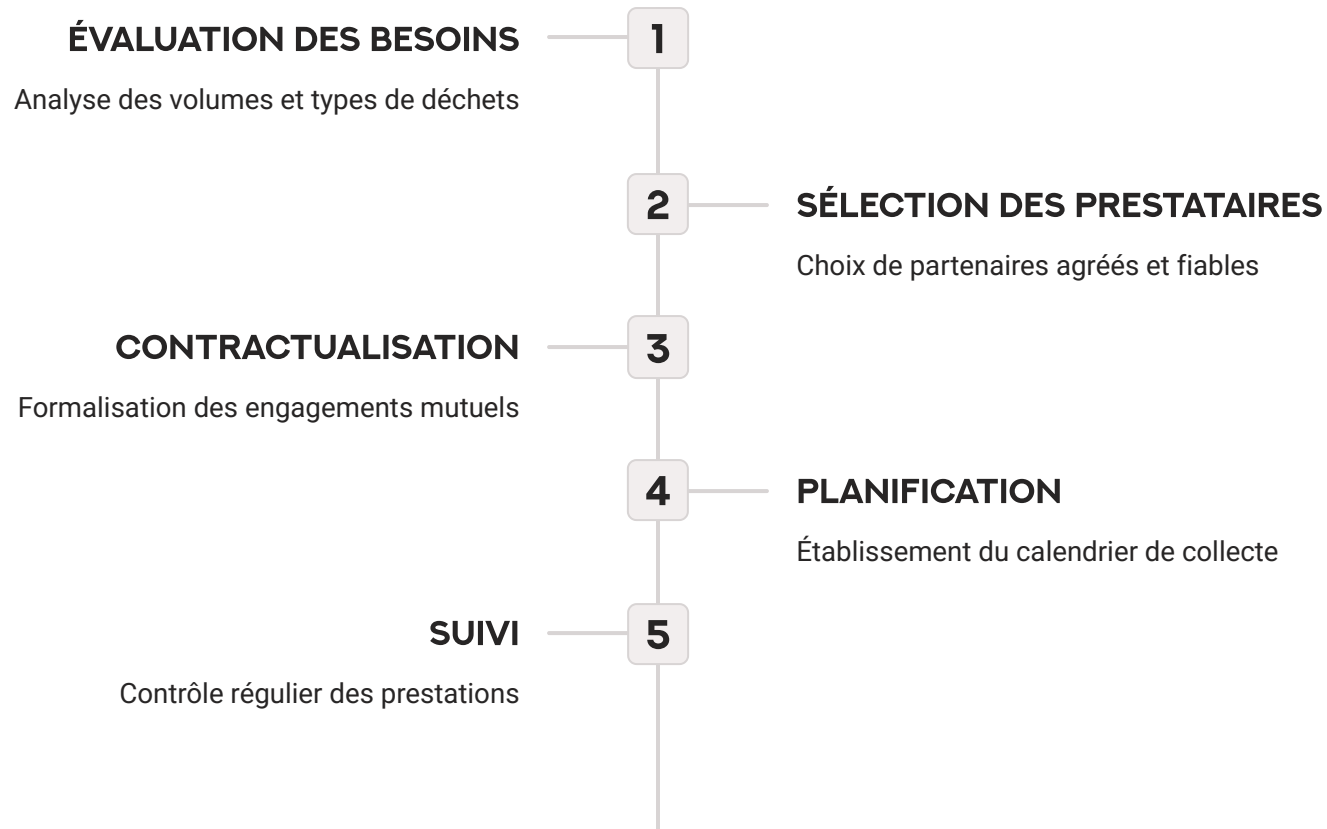 ÉVALUATION DES BESOINS
1
Analyse des volumes et types de déchets
2
SÉLECTION DES PRESTATAIRES
Choix de partenaires agréés et fiables
CONTRACTUALISATION
3
Formalisation des engagements mutuels
4
PLANIFICATION
Établissement du calendrier de collecte
SUIVI
5
Contrôle régulier des prestations